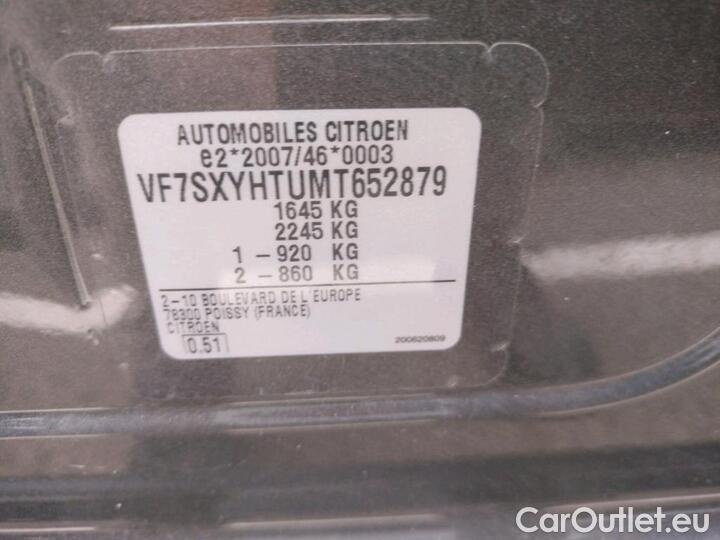 AUTOMOBILES CITROEN
e2*2007/46*0003
VF7SXYHTUMT652879
1645 KG
2245 KG
1 – 920 KG
2 – 860 KG
2–10 BOULEVARD DE L'EUROPE
78300 POISSY (FRANCE)
CITROEN
0.51
200620809
CarOutlet.eu